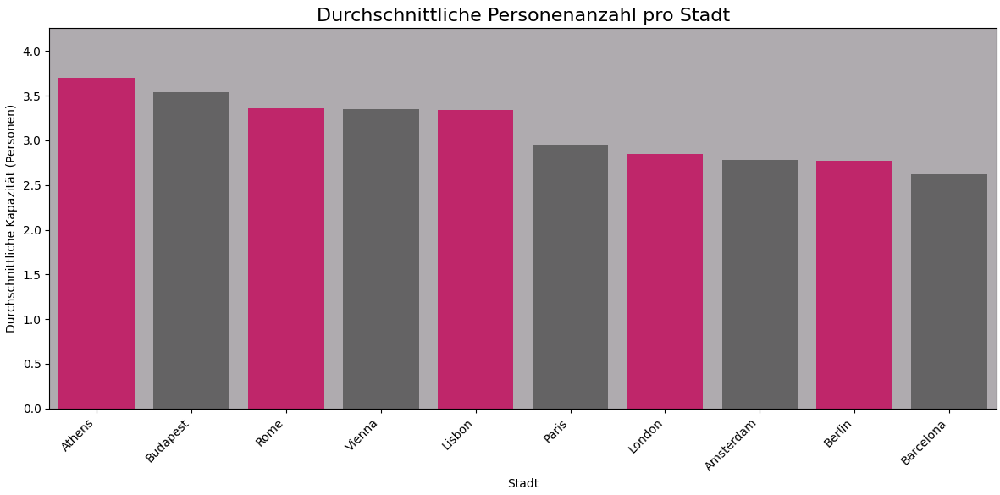 Durchschnittliche Personenanzahl pro Stadt
Durchschnittliche Kapazität (Personen)
4.0
3.5
3.0
2.5
2.0
1.5
1.0
0.5
0.0
Athens
Budapest
Rome
Vienna
Lisbon
Paris
London
Amsterdam
Berlin
Barcelona
Stadt